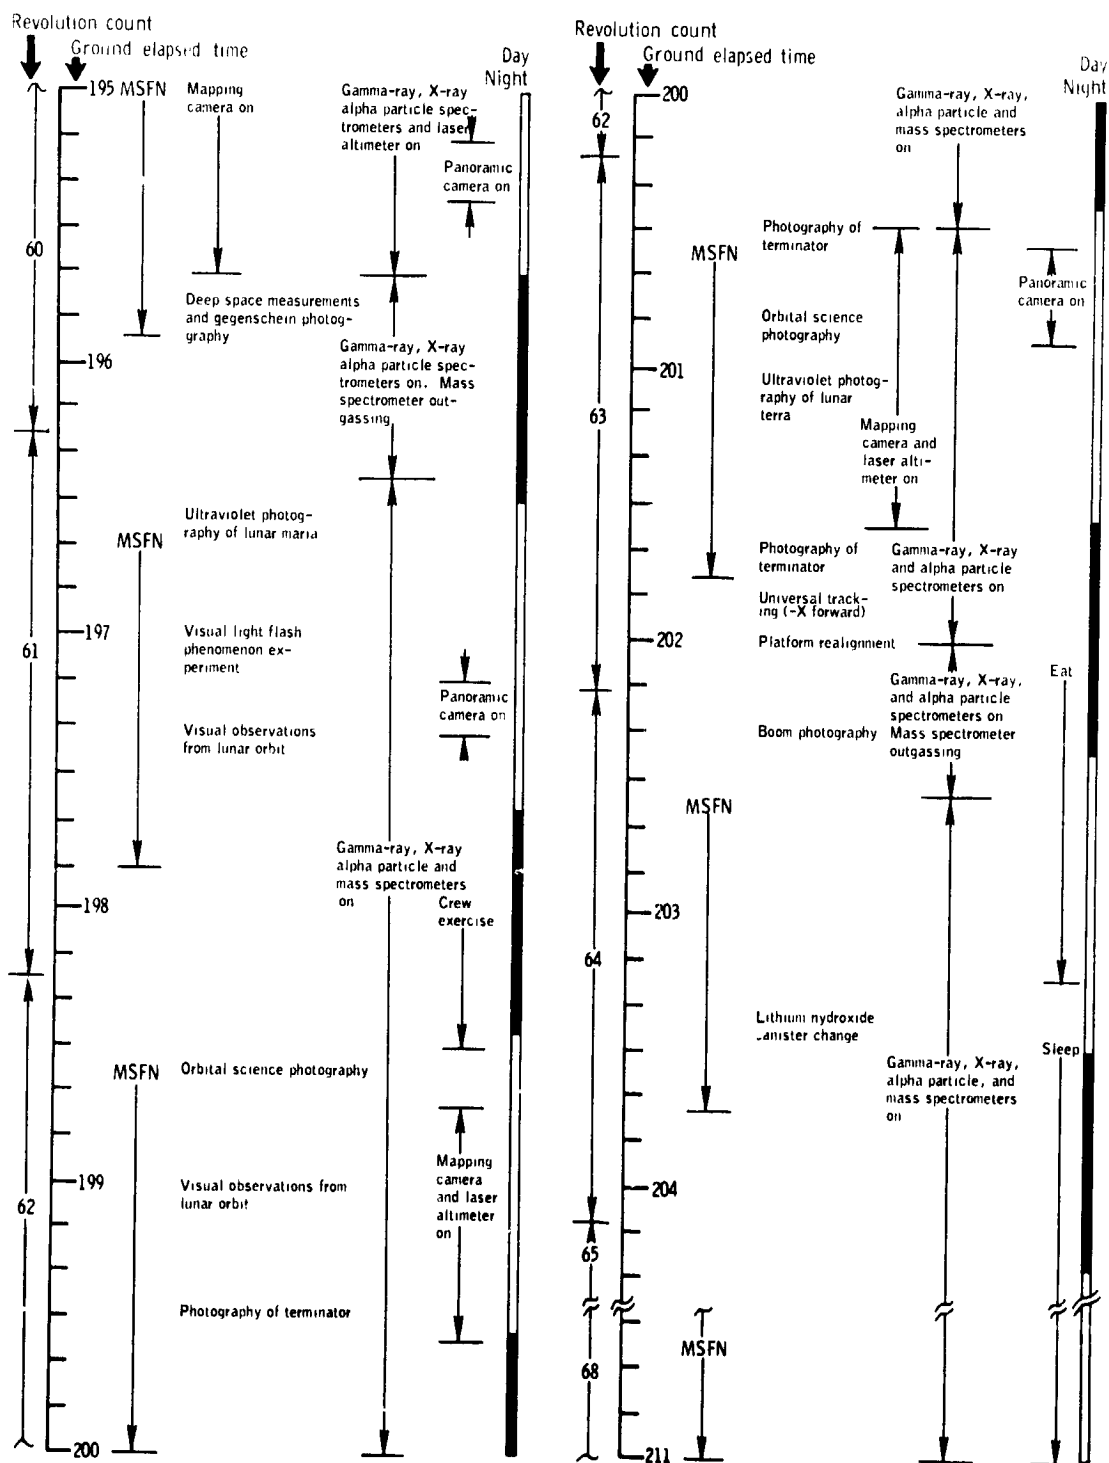 Revolution count
Ground elapsed time
Day
Night
195 MSFN
Mapping
camera on
Gamma-ray, X-ray
alpha particle spec-
trometers and laser
altimeter on
Panoramic
camera on
60
Deep space measurements
and gegenschein photog-
graphy
196
Gamma-ray, X-ray
alpha particle spec-
trometers on. Mass
spectrometer out-
gassing
Ultraviolet photog-
raphy of lunar maria
MSFN
197
61
Visual light flash
phenomenon ex-
periment
Panoramic
camera on
Visual observations
from lunar orbit
Gamma-ray, X-ray
alpha particle and
mass spectrometers
on
198
Crew
exercise
MSFN
Orbital science photography
199
62
Mapping
camera
and laser
altimeter
on
Visual observations from
lunar orbit
Photography of terminator
200
Revolution count
Ground elapsed time
Day
Night
200
62
Gamma-ray, X-ray,
alpha particle and
mass spectrometers
on
Photography of
terminator
MSFN
Panoramic
camera on
Orbital science
photography
201
Ultraviolet photog-
raphy of lunar
terra
63
Mapping
camera and
laser alti-
meter on
Photography of
terminator
Gamma-ray, X-ray
and alpha particle
spectrometers on
Universal track-
ing (-X forward)
202
Platform realignment
Eat
Gamma-ray, X-ray,
and alpha particle
spectrometers on
Mass spectrometer
outgassing
Boom photography
MSFN
203
64
Lithium hydroxide
canister change
Sleep
Gamma-ray, X-ray,
alpha particle, and
mass spectrometers
on
204
65
MSFN
68
211